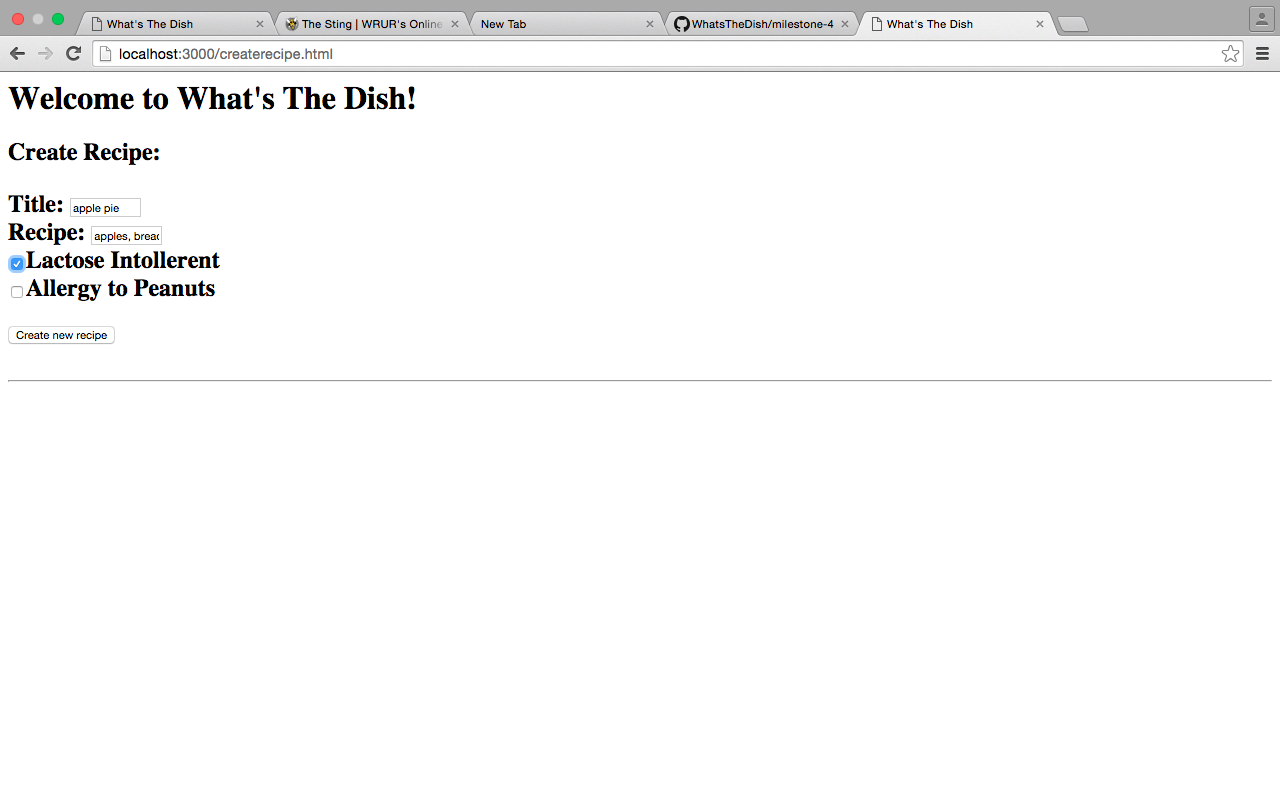 What's The Dish
The Sting | WRUR's Online
New Tab
WhatsTheDish/milestone-4
What's The Dish
localhost:3000/createrecipe.html
Welcome to What's The Dish!
Create Recipe:
Title: apple pie
Recipe: apples, bread
Lactose Intollerent
Allergy to Peanuts
Create new recipe